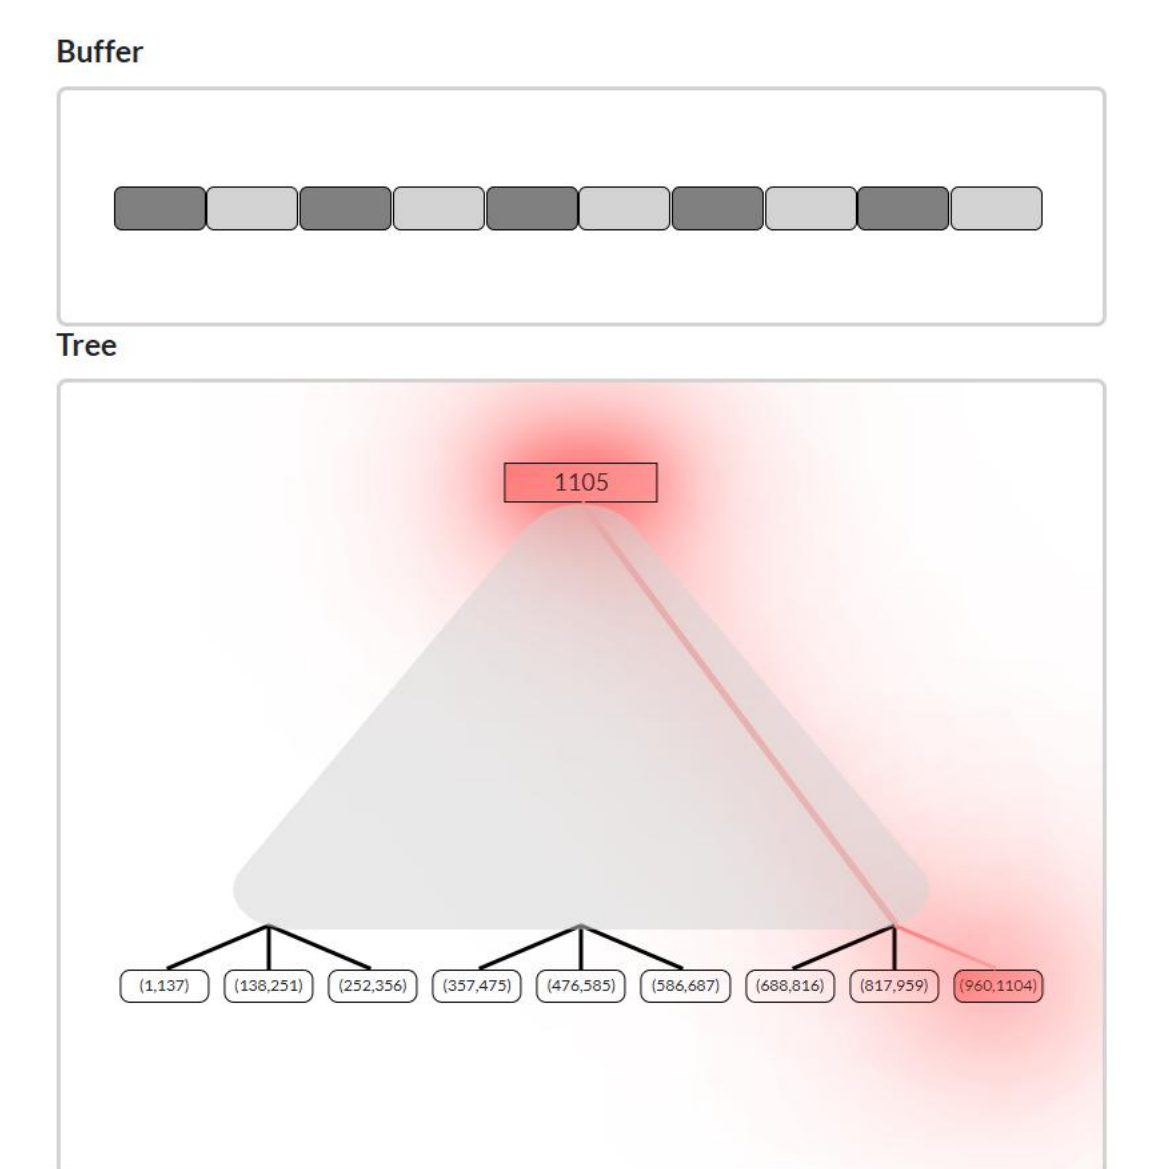 Buffer
Tree
1105
(1,137) (138,251) (252,356) (357,475) (476,585) (586,687) (688,816) (817,959) (960,1104)